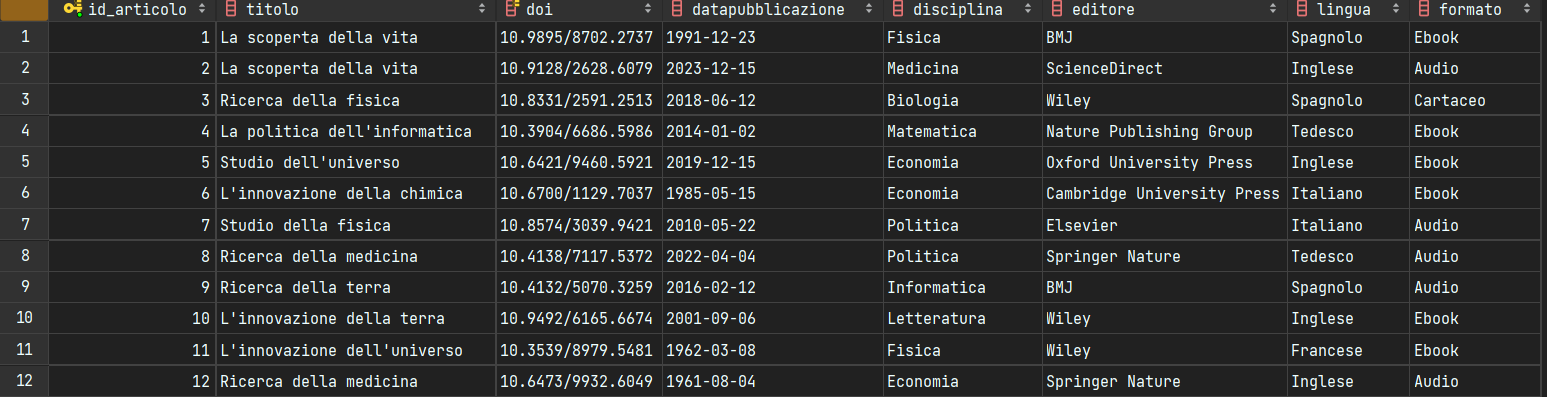 id_articolo titolo doi datapubblicazione disciplina editore lingua formato
1 1 La scoperta della vita 10.9895/8702.2737 1991-12-23 Fisica BMJ Spagnolo Ebook
2 2 La scoperta della vita 10.9128/2628.6079 2023-12-15 Medicina ScienceDirect Inglese Audio
3 3 Ricerca della fisica 10.8331/2591.2513 2018-06-12 Biologia Wiley Spagnolo Cartaceo
4 4 La politica dell'informatica 10.3904/6686.5986 2014-01-02 Matematica Nature Publishing Group Tedesco Ebook
5 5 Studio dell'universo 10.6421/9460.5921 2019-12-15 Economia Oxford University Press Inglese Ebook
6 6 L'innovazione della chimica 10.6700/1129.7037 1985-05-15 Economia Cambridge University Press Italiano Ebook
7 7 Studio della fisica 10.8574/3039.9421 2010-05-22 Politica Elsevier Italiano Audio
8 8 Ricerca della medicina 10.4138/7117.5372 2022-04-04 Politica Springer Nature Tedesco Audio
9 9 Ricerca della terra 10.4132/5070.3259 2016-02-12 Informatica BMJ Spagnolo Audio
10 10 L'innovazione della terra 10.9492/6165.6674 2001-09-06 Letteratura Wiley Inglese Ebook
11 11 L'innovazione dell'universo 10.3539/8979.5481 1962-03-08 Fisica Wiley Francese Ebook
12 12 Ricerca della medicina 10.6473/9932.6049 1961-08-04 Economia Springer Nature Inglese Audio